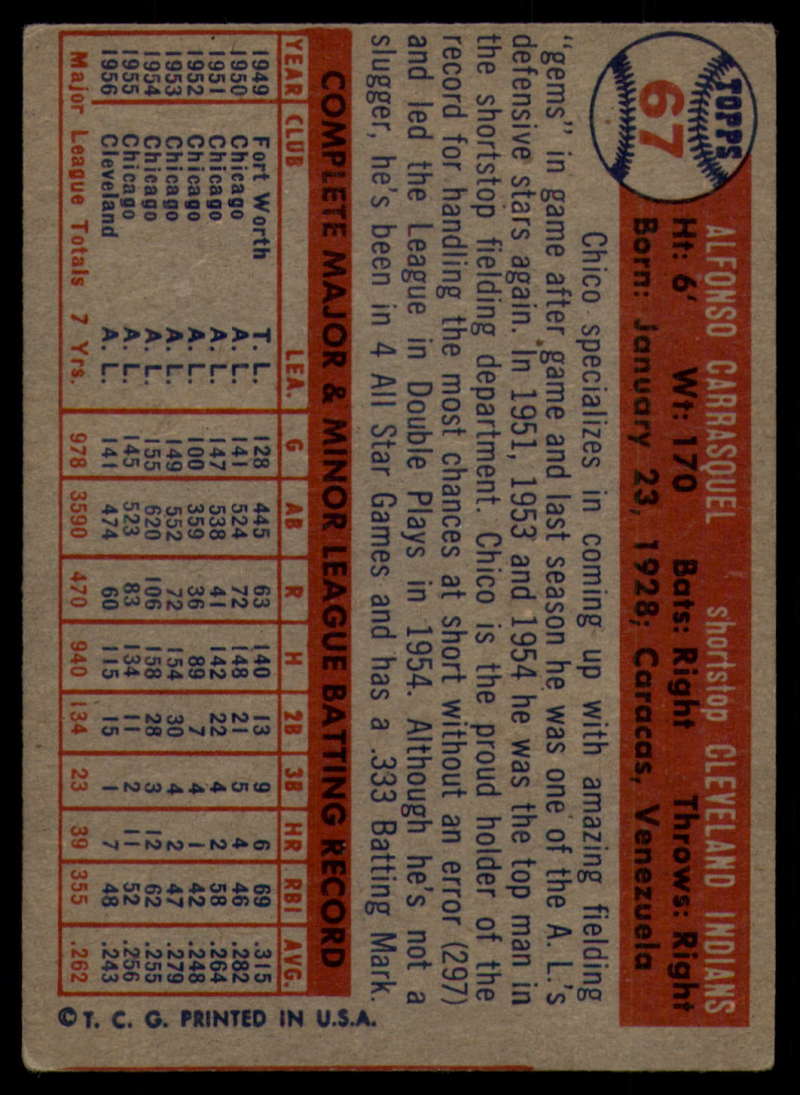 TOPPS
67
ALFONSO CARRASQUEL shortstop CLEVELAND INDIANS
Ht: 6' Wt: 170 Bats: Right Throws: Right
Born: January 23, 1928; Caracas, Venezuela
Chico specializes in coming up with amazing fielding
"gems" in game after game and last season he was one of the A. L.'s
defensive stars again. In 1951, 1953 and 1954 he was the top man in
the shortstop fielding department. Chico is the proud holder of the
record for handling the most chances at short without an error (297)
and led the League in Double Plays in 1954. Although he's not a
slugger, he's been in 4 All Star Games and has a .333 Batting Mark.
COMPLETE MAJOR & MINOR LEAGUE BATTING RECORD
YEAR CLUB LEA. G AB R H 2B 3B HR RBI AVG.
1949 Fort Worth T. L. 128 445 63 140 13 9 6 69 .315
1950 Chicago A. L. 141 524 72 148 21 5 4 46 .282
1951 Chicago A. L. 147 538 41 142 22 4 2 58 .264
1952 Chicago A. L. 100 359 36 89 7 4 1 42 .248
1953 Chicago A. L. 149 552 72 154 30 4 2 47 .279
1954 Chicago A. L. 155 620 106 158 28 3 12 62 .255
1955 Chicago A. L. 145 523 83 134 11 2 11 52 .256
1956 Cleveland A. L. 141 474 60 115 15 1 7 48 .243
Major League Totals 7 Yrs. 978 3590 470 940 134 23 39 355 .262
© T. C. G. PRINTED IN U.S.A.